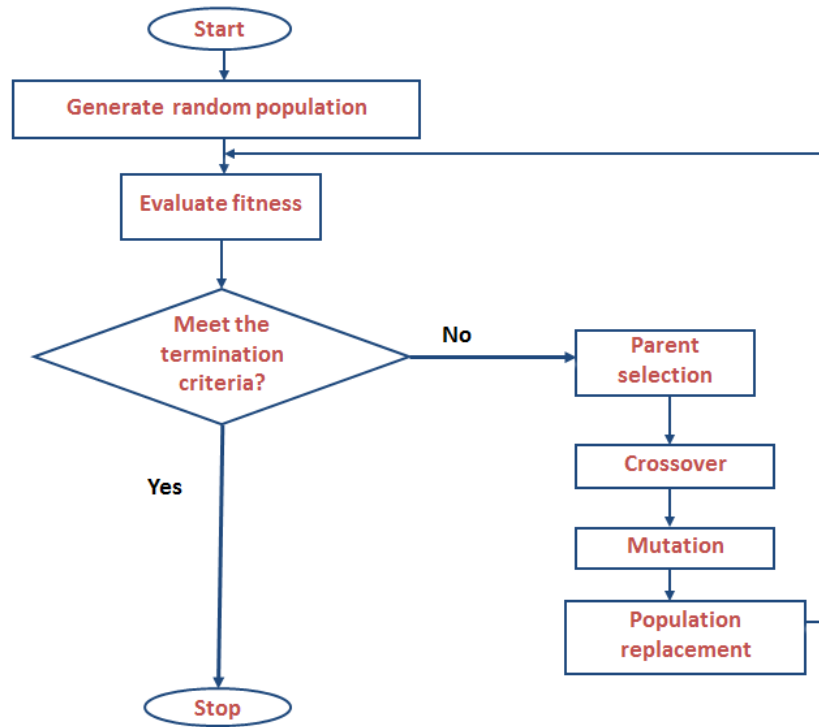 Start
Generate random population
Evaluate fitness
Meet the
termination
criteria?
No
Parent
selection
Crossover
Yes
Mutation
Population
replacement
Stop